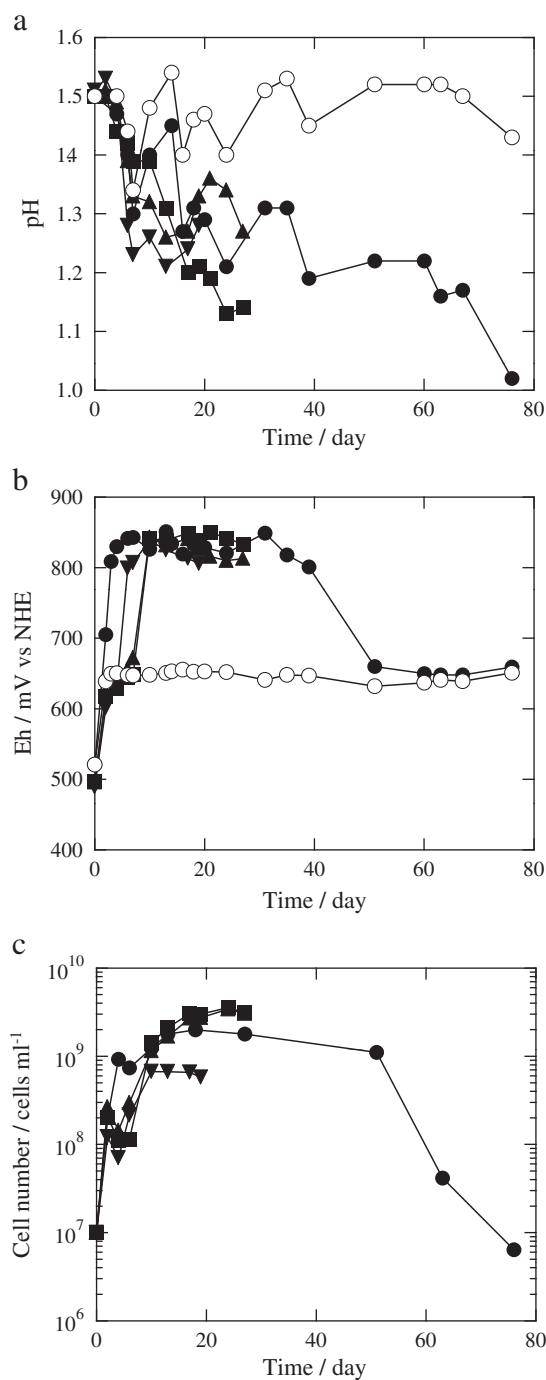 a
1.6
1.5
1.4
1.3
1.2
1.1
1.0
pH
0 20 40 60 80
Time / day
b
900
800
700
600
500
400
Eh / mV vs NHE
0 20 40 60 80
Time / day
c
10¹⁰
10⁹
10⁸
10⁷
10⁶
Cell number / cells ml⁻¹
0 20 40 60 80
Time / day